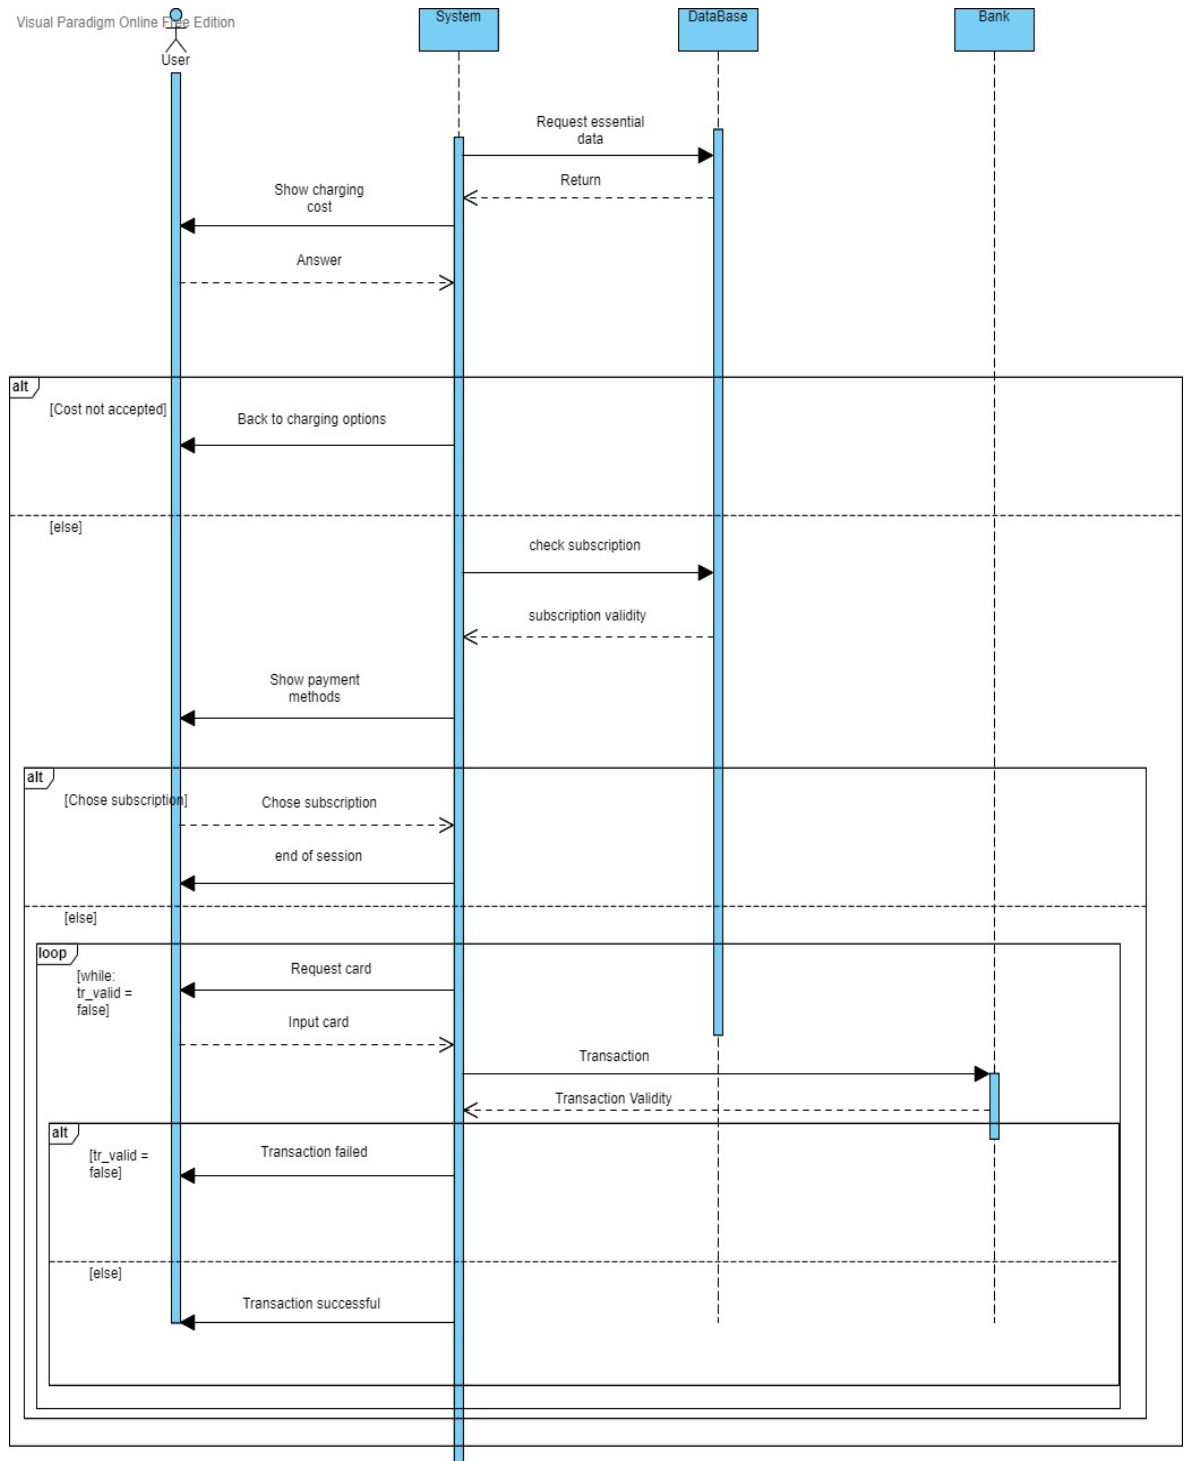 Visual Paradigm Online Free Edition
User
System
DataBase
Bank
Request essential
data
Return
Show charging
cost
Answer
alt
[Cost not accepted]
Back to charging options
[else]
check subscription
subscription validity
Show payment
methods
alt
[Chose subscription]
Chose subscription
end of session
[else]
loop
[while:
tr_valid =
false]
Request card
Input card
Transaction
Transaction Validity
alt
[tr_valid =
false]
Transaction failed
[else]
Transaction successful